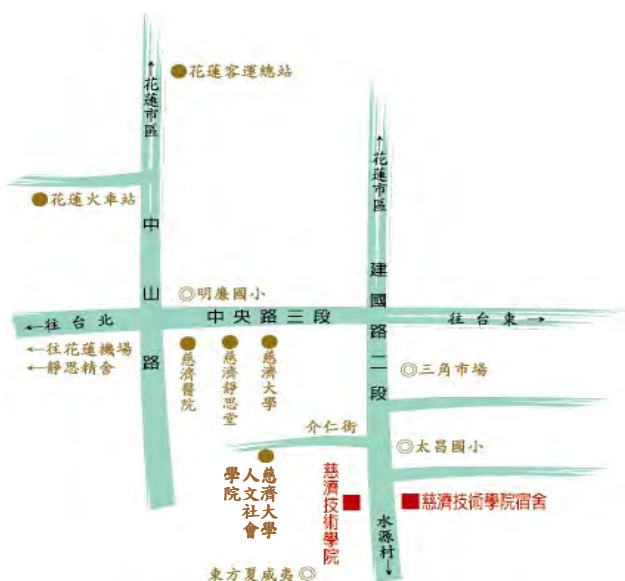 花蓮客運總站
↑花蓮市區
↑花蓮市區
花蓮火車站
中山路
建國路二段
明廉國小
中央路三段
←往台北
往台東→
←往花蓮機場
←靜思精舍
慈濟醫院
慈濟靜思堂
慈濟大學
三角市場
介仁街
太昌國小
慈濟大學
人文社會
學院
慈濟技術學院
慈濟技術學院宿舍
水源村↓
東方夏威夷